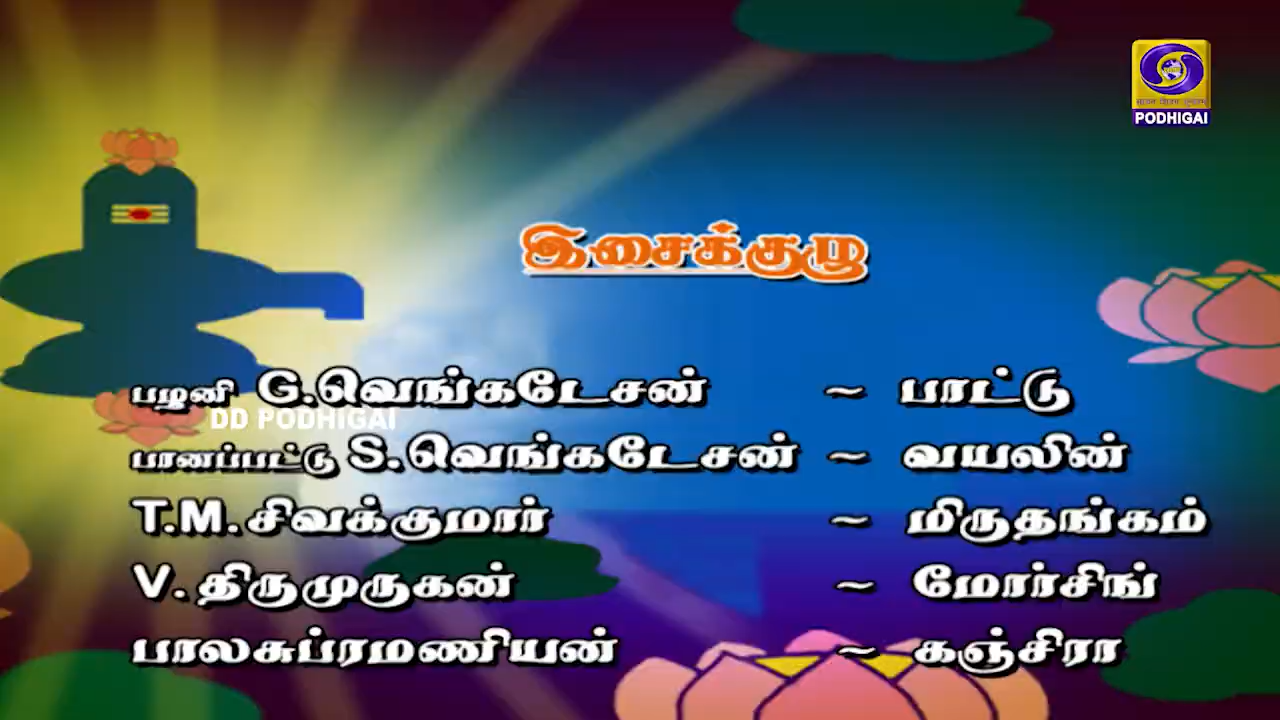 PODHIGAI
இசைக்குழு
பழனி G.வெங்கடேசன் ~ பாட்டு
DD PODHIGAI
பானப்பட்டு S.வெங்கடேசன் ~ வயலின்
T.M.சிவக்குமார் ~ மிருதங்கம்
V.திருமுருகன் ~ மோர்சிங்
பாலசுப்ரமணியன் ~ கஞ்சிரா